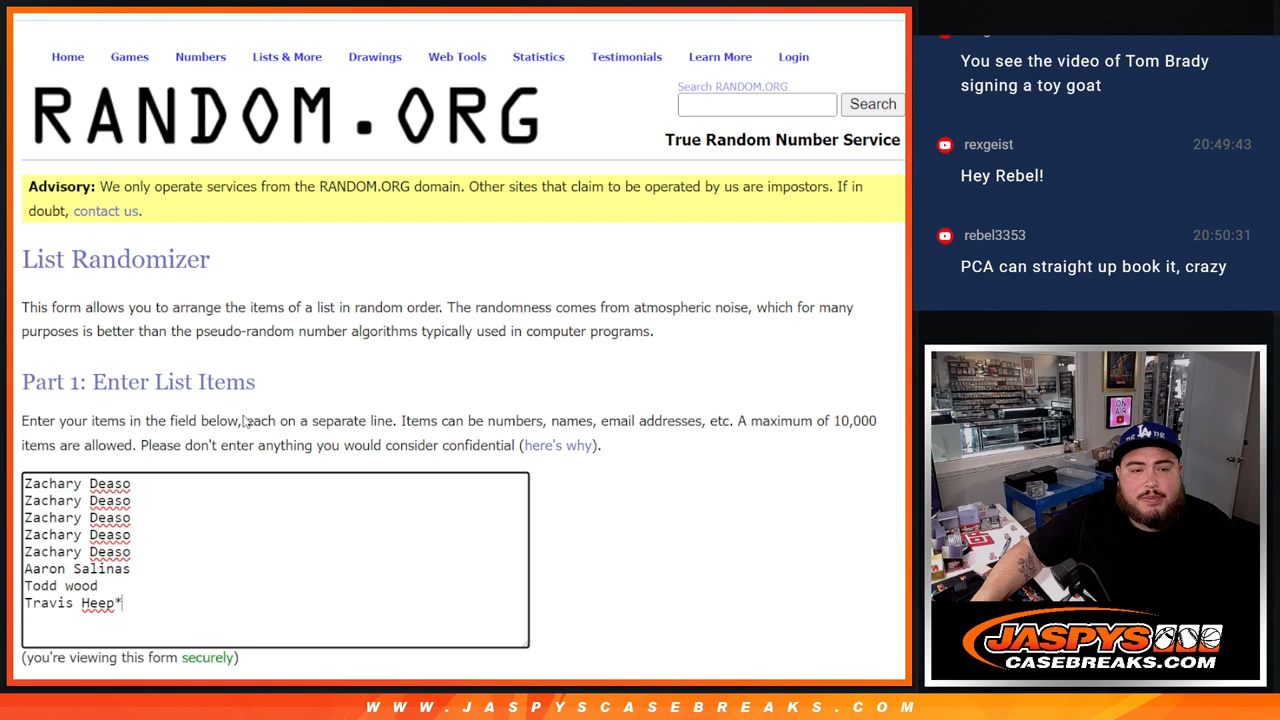 Home Games Numbers Lists & More Drawings Web Tools Statistics Testimonials Learn More Login
RANDOM.ORG
Search RANDOM.ORG
Search
True Random Number Service
Advisory: We only operate services from the RANDOM.ORG domain. Other sites that claim to be operated by us are impostors. If in
doubt, contact us.
List Randomizer
This form allows you to arrange the items of a list in random order. The randomness comes from atmospheric noise, which for many
purposes is better than the pseudo-random number algorithms typically used in computer programs.
Part 1: Enter List Items
Enter your items in the field below, each on a separate line. Items can be numbers, names, email addresses, etc. A maximum of 10,000
items are allowed. Please don't enter anything you would consider confidential (here's why).
Zachary Deaso
Zachary Deaso
Zachary Deaso
Zachary Deaso
Zachary Deaso
Aaron Salinas
Todd wood
Travis Heep*
(you're viewing this form securely)
You see the video of Tom Brady
signing a toy goat
rexgeist 20:49:43
Hey Rebel!
rebel3353 20:50:31
PCA can straight up book it, crazy
ON
AIR
LA
JASPYS
CASEBREAKS.COM
WWW.JASPYSCASEBREAKS.COM